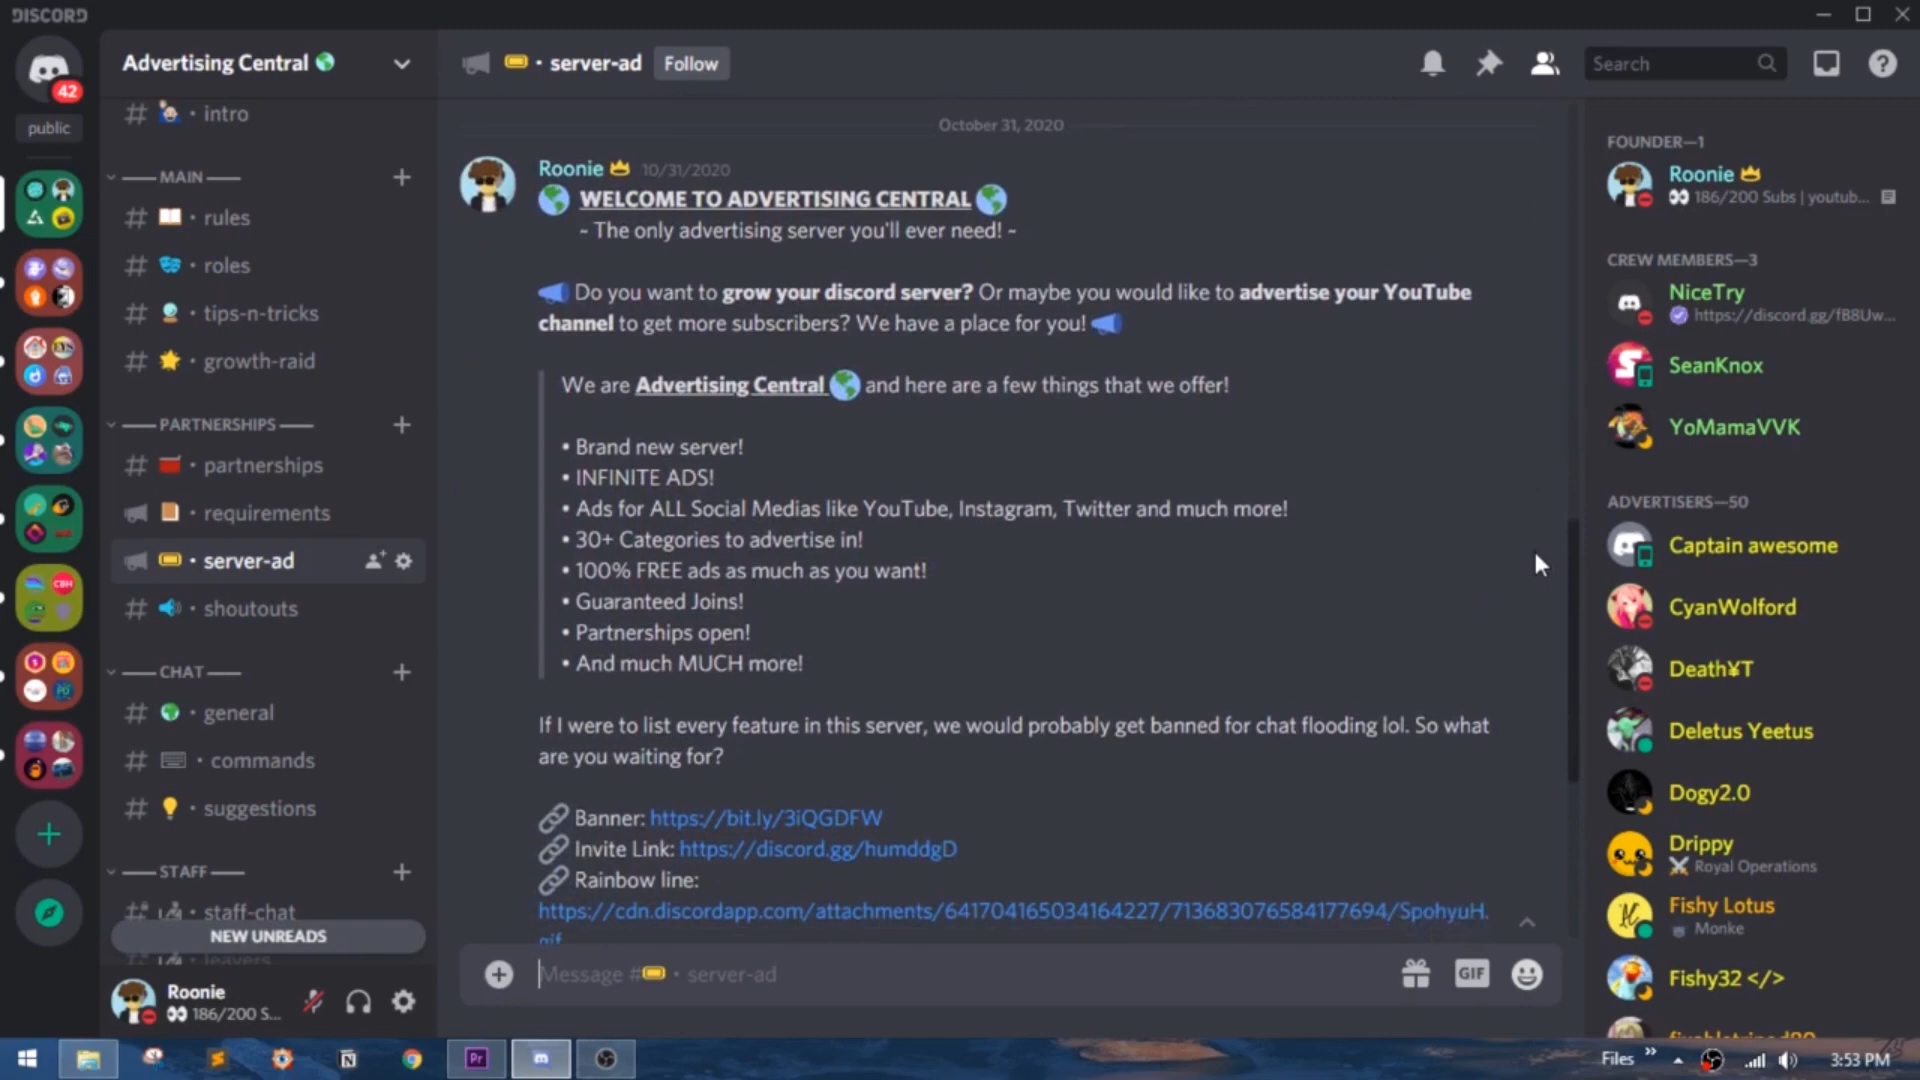 DISCORD
42
public
Advertising Central
intro
MAIN
rules
roles
tips-n-tricks
growth-raid
PARTNERSHIPS
partnerships
requirements
server-ad
shoutouts
CHAT
general
commands
suggestions
STAFF
staff-chat
NEW UNREADS
leavers
Roonie
186/200 S...
• server-ad
Follow
Search
October 31, 2020
Roonie 10/31/2020
WELCOME TO ADVERTISING CENTRAL
~ The only advertising server you'll ever need! ~
Do you want to grow your discord server? Or maybe you would like to advertise your YouTube
channel to get more subscribers? We have a place for you!
We are Advertising Central and here are a few things that we offer!
• Brand new server!
• INFINITE ADS!
• Ads for ALL Social Medias like YouTube, Instagram, Twitter and much more!
• 30+ Categories to advertise in!
• 100% FREE ads as much as you want!
• Guaranteed Joins!
• Partnerships open!
• And much MUCH more!
If I were to list every feature in this server, we would probably get banned for chat flooding lol. So what
are you waiting for?
Banner: https://bit.ly/3iQGDFW
Invite Link: https://discord.gg/humddgD
Rainbow line:
https://cdn.discordapp.com/attachments/641704165034164227/713683076584177694/SpohyuH.
gif
Message # • server-ad
GIF
FOUNDER—1
Roonie
186/200 Subs | youtub...
CREW MEMBERS—3
NiceTry
https://discord.gg/fB8Uw...
SeanKnox
YoMamaVVK
ADVERTISERS—50
Captain awesome
CyanWolford
Death¥T
Deletus Yeetus
Dogy2.0
Drippy
Royal Operations
Fishy Lotus
Monke
Fishy32 </>
Pr
Files
3:53 PM